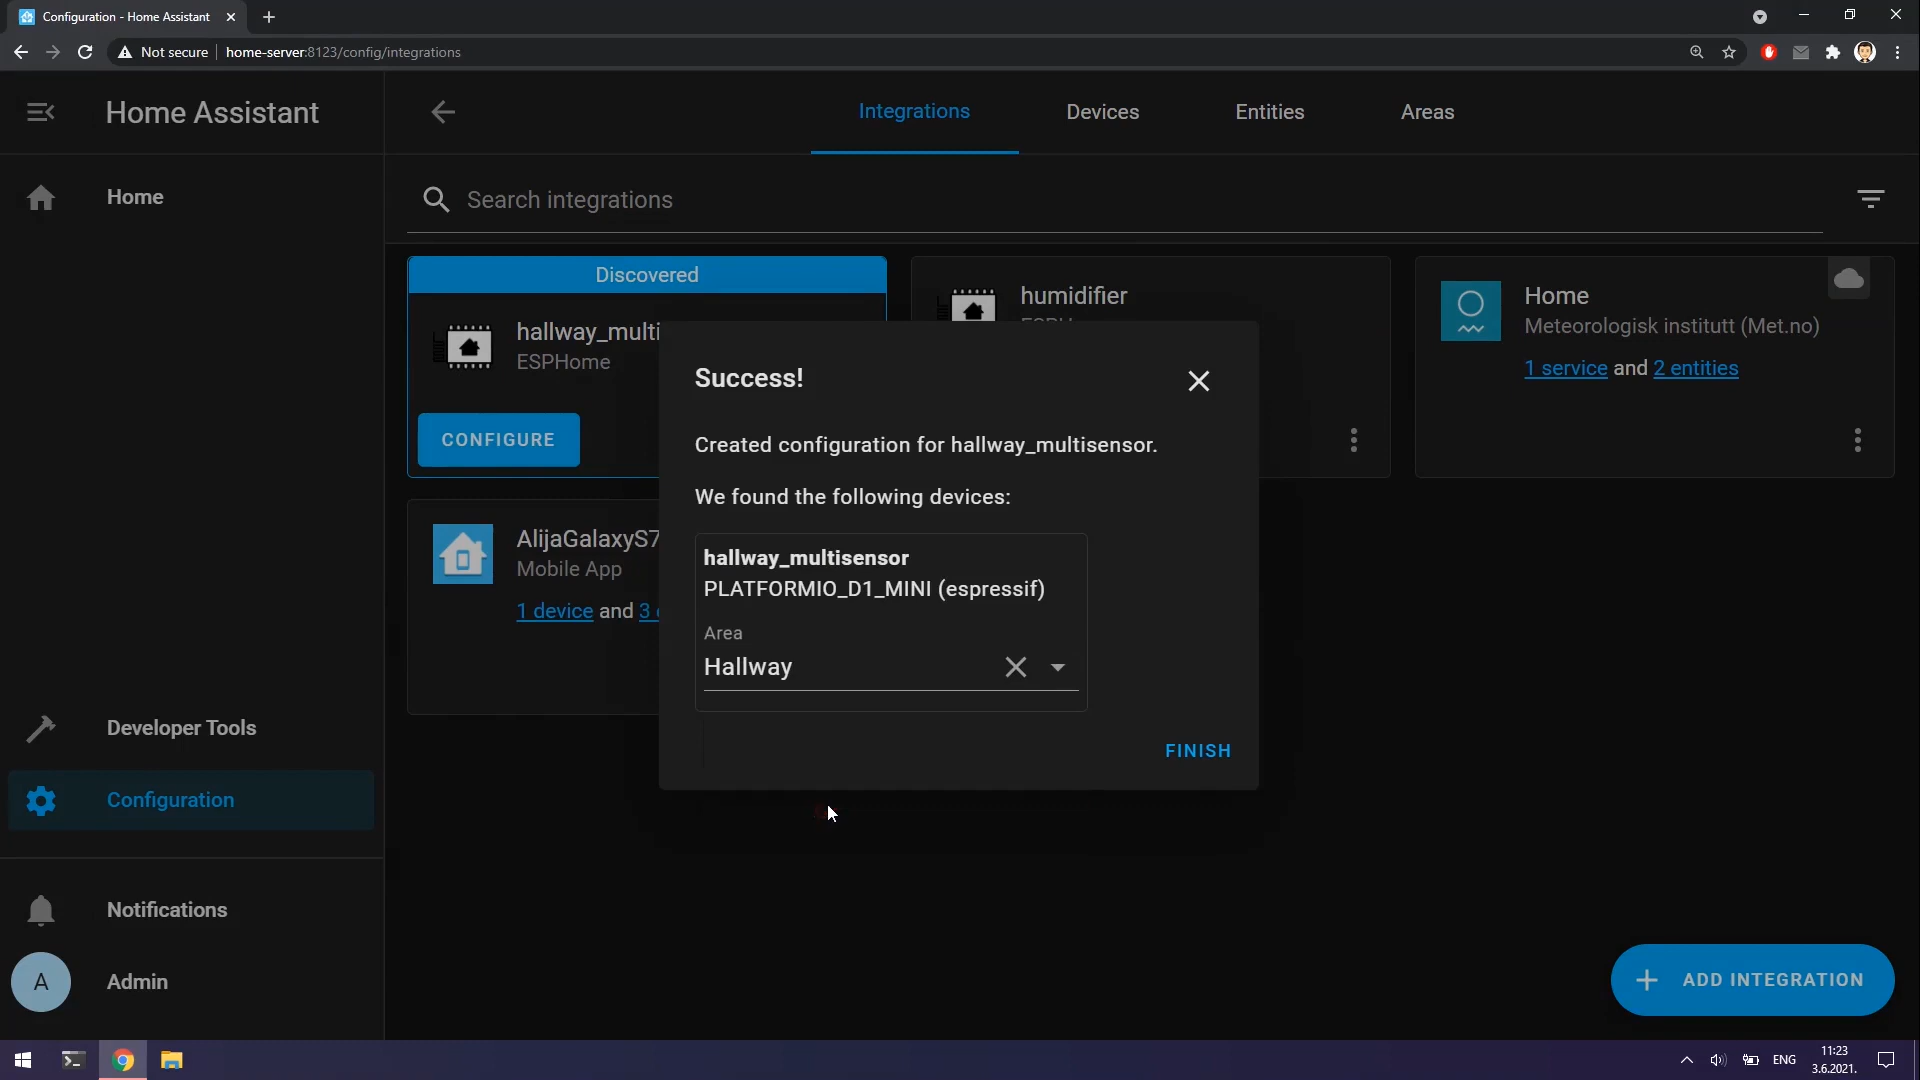 Configuration - Home Assistant
Not secure
home-server:8123/config/integrations
Home Assistant
Integrations
Devices
Entities
Areas
Home
Search integrations
Discovered
hallway_multi
ESPHome
CONFIGURE
humidifier
Home
Meteorologisk institutt (Met.no)
1 service and 2 entities
AlijaGalaxyS7
Mobile App
1 device and 3
Success!
Created configuration for hallway_multisensor.
We found the following devices:
hallway_multisensor
PLATFORMIO_D1_MINI (espressif)
Area
Hallway
FINISH
Developer Tools
Configuration
Notifications
A
Admin
ADD INTEGRATION
ENG
11:23
3.6.2021.